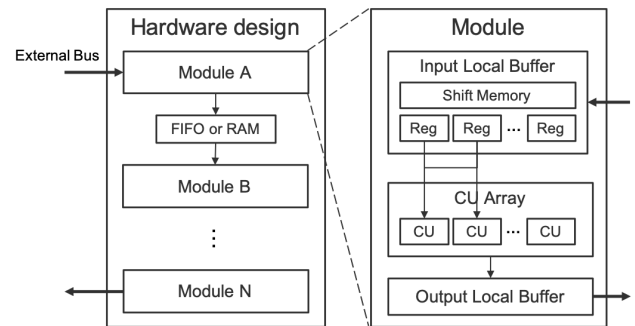 Hardware design
External Bus
Module A
FIFO or RAM
Module B
⋮
Module N
Module
Input Local Buffer
Shift Memory
Reg Reg ... Reg
CU Array
CU CU ... CU
Output Local Buffer